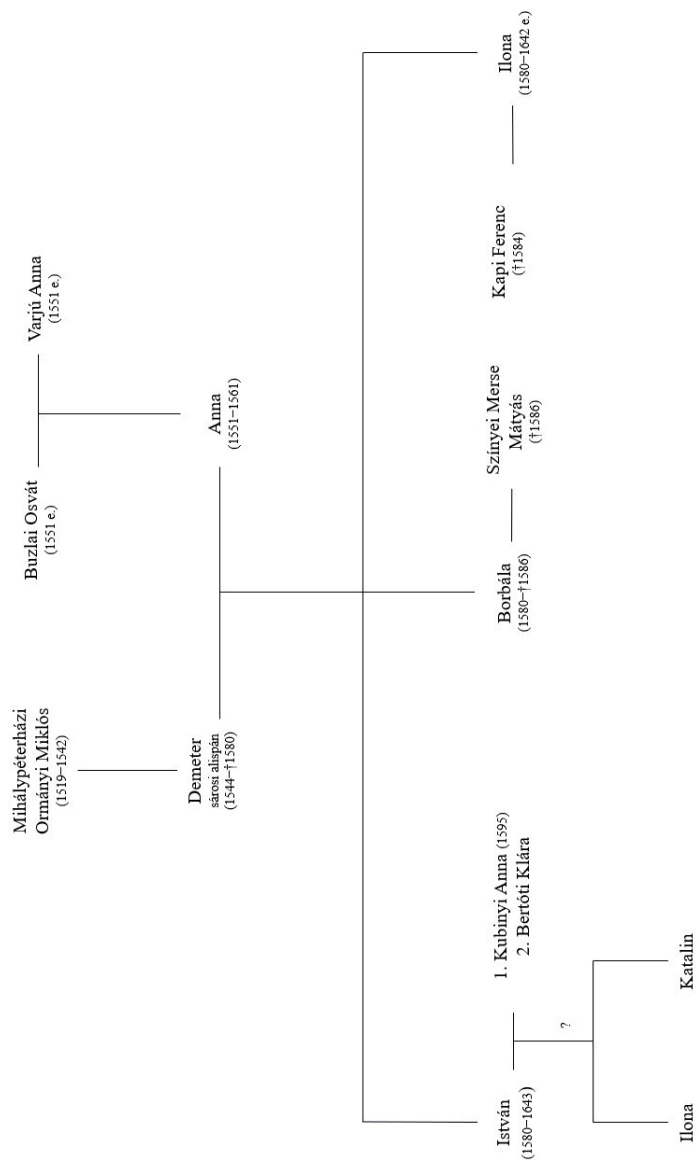 Mihálypéterházi
Ormányi Miklós
(1519–1542)
Buzlai Osvát
(1551 e.)
Varjú Anna
(1551 e.)
Demeter
sárosi alispán
(1544–†1580)
Anna
(1551–1561)
István
(1580–1643)
1. Kubinyi Anna (1595)
2. Bertóti Klára
Borbála
(1580–†1586)
Színyei Merse
Mátyás
(†1586)
Kapi Ferenc
(†1584)
Ilona
(1580–1642 e.)
?
Ilona
Katalin